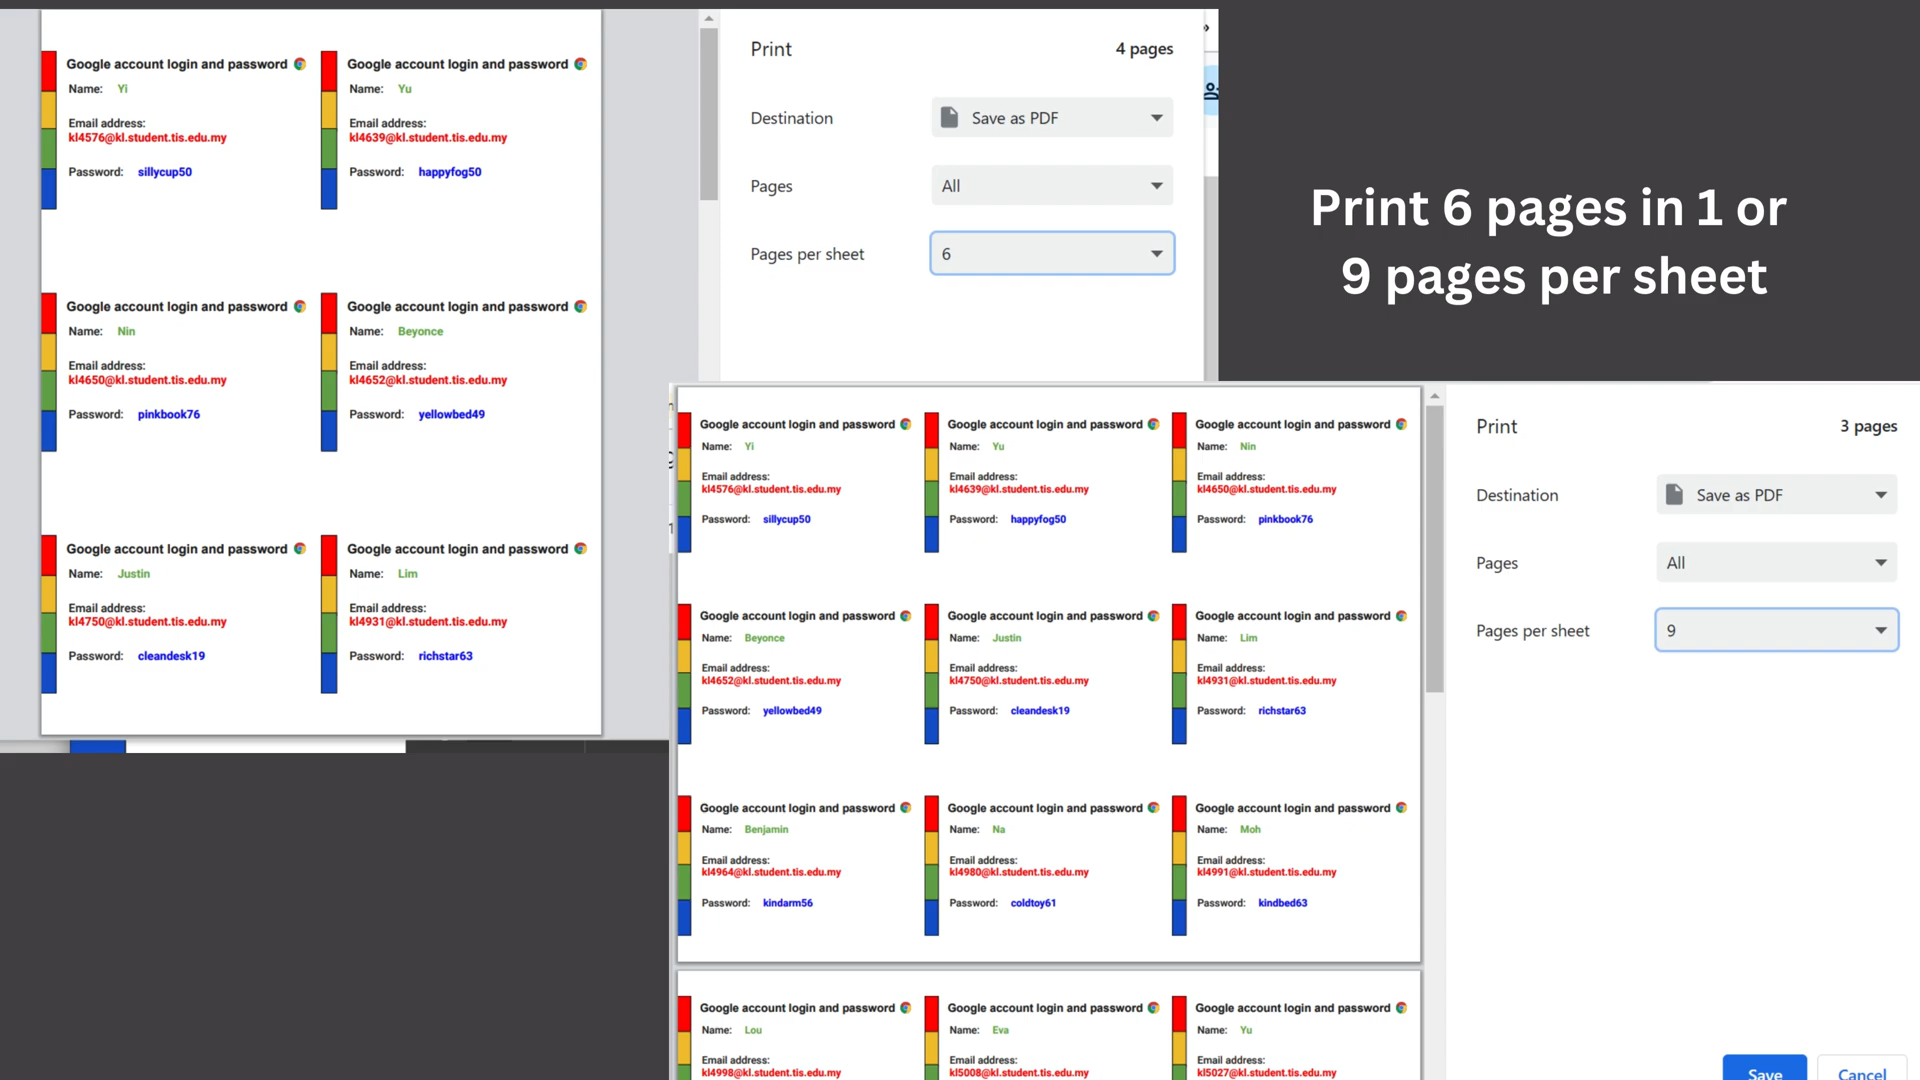 Google account login and password
Name: Yi
Email address:
kl4576@kl.student.tis.edu.my
Password: sillycup50
Google account login and password
Name: Yu
Email address:
kl4639@kl.student.tis.edu.my
Password: happyfog50
Google account login and password
Name: Nin
Email address:
kl4650@kl.student.tis.edu.my
Password: pinkbook76
Google account login and password
Name: Beyonce
Email address:
kl4652@kl.student.tis.edu.my
Password: yellowbed49
Google account login and password
Name: Justin
Email address:
kl4750@kl.student.tis.edu.my
Password: cleandesk19
Google account login and password
Name: Lim
Email address:
kl4931@kl.student.tis.edu.my
Password: richstar63
Print 4 pages
Destination Save as PDF
Pages All
Pages per sheet 6
Print 6 pages in 1 or
9 pages per sheet
Google account login and password
Name: Yi
Email address:
kl4576@kl.student.tis.edu.my
Password: sillycup50
Google account login and password
Name: Yu
Email address:
kl4639@kl.student.tis.edu.my
Password: happyfog50
Google account login and password
Name: Nin
Email address:
kl4650@kl.student.tis.edu.my
Password: pinkbook76
Google account login and password
Name: Beyonce
Email address:
kl4652@kl.student.tis.edu.my
Password: yellowbed49
Google account login and password
Name: Justin
Email address:
kl4750@kl.student.tis.edu.my
Password: cleandesk19
Google account login and password
Name: Lim
Email address:
kl4931@kl.student.tis.edu.my
Password: richstar63
Google account login and password
Name: Benjamin
Email address:
kl4964@kl.student.tis.edu.my
Password: kindarm56
Google account login and password
Name: Na
Email address:
kl4980@kl.student.tis.edu.my
Password: coldtoy61
Google account login and password
Name: Moh
Email address:
kl4991@kl.student.tis.edu.my
Password: kindbed63
Google account login and password
Name: Lou
Email address:
kl4998@kl.student.tis.edu.my
Google account login and password
Name: Eva
Email address:
kl5008@kl.student.tis.edu.my
Google account login and password
Name: Yu
Email address:
kl5027@kl.student.tis.edu.my
Print 3 pages
Destination Save as PDF
Pages All
Pages per sheet 9
Save Cancel